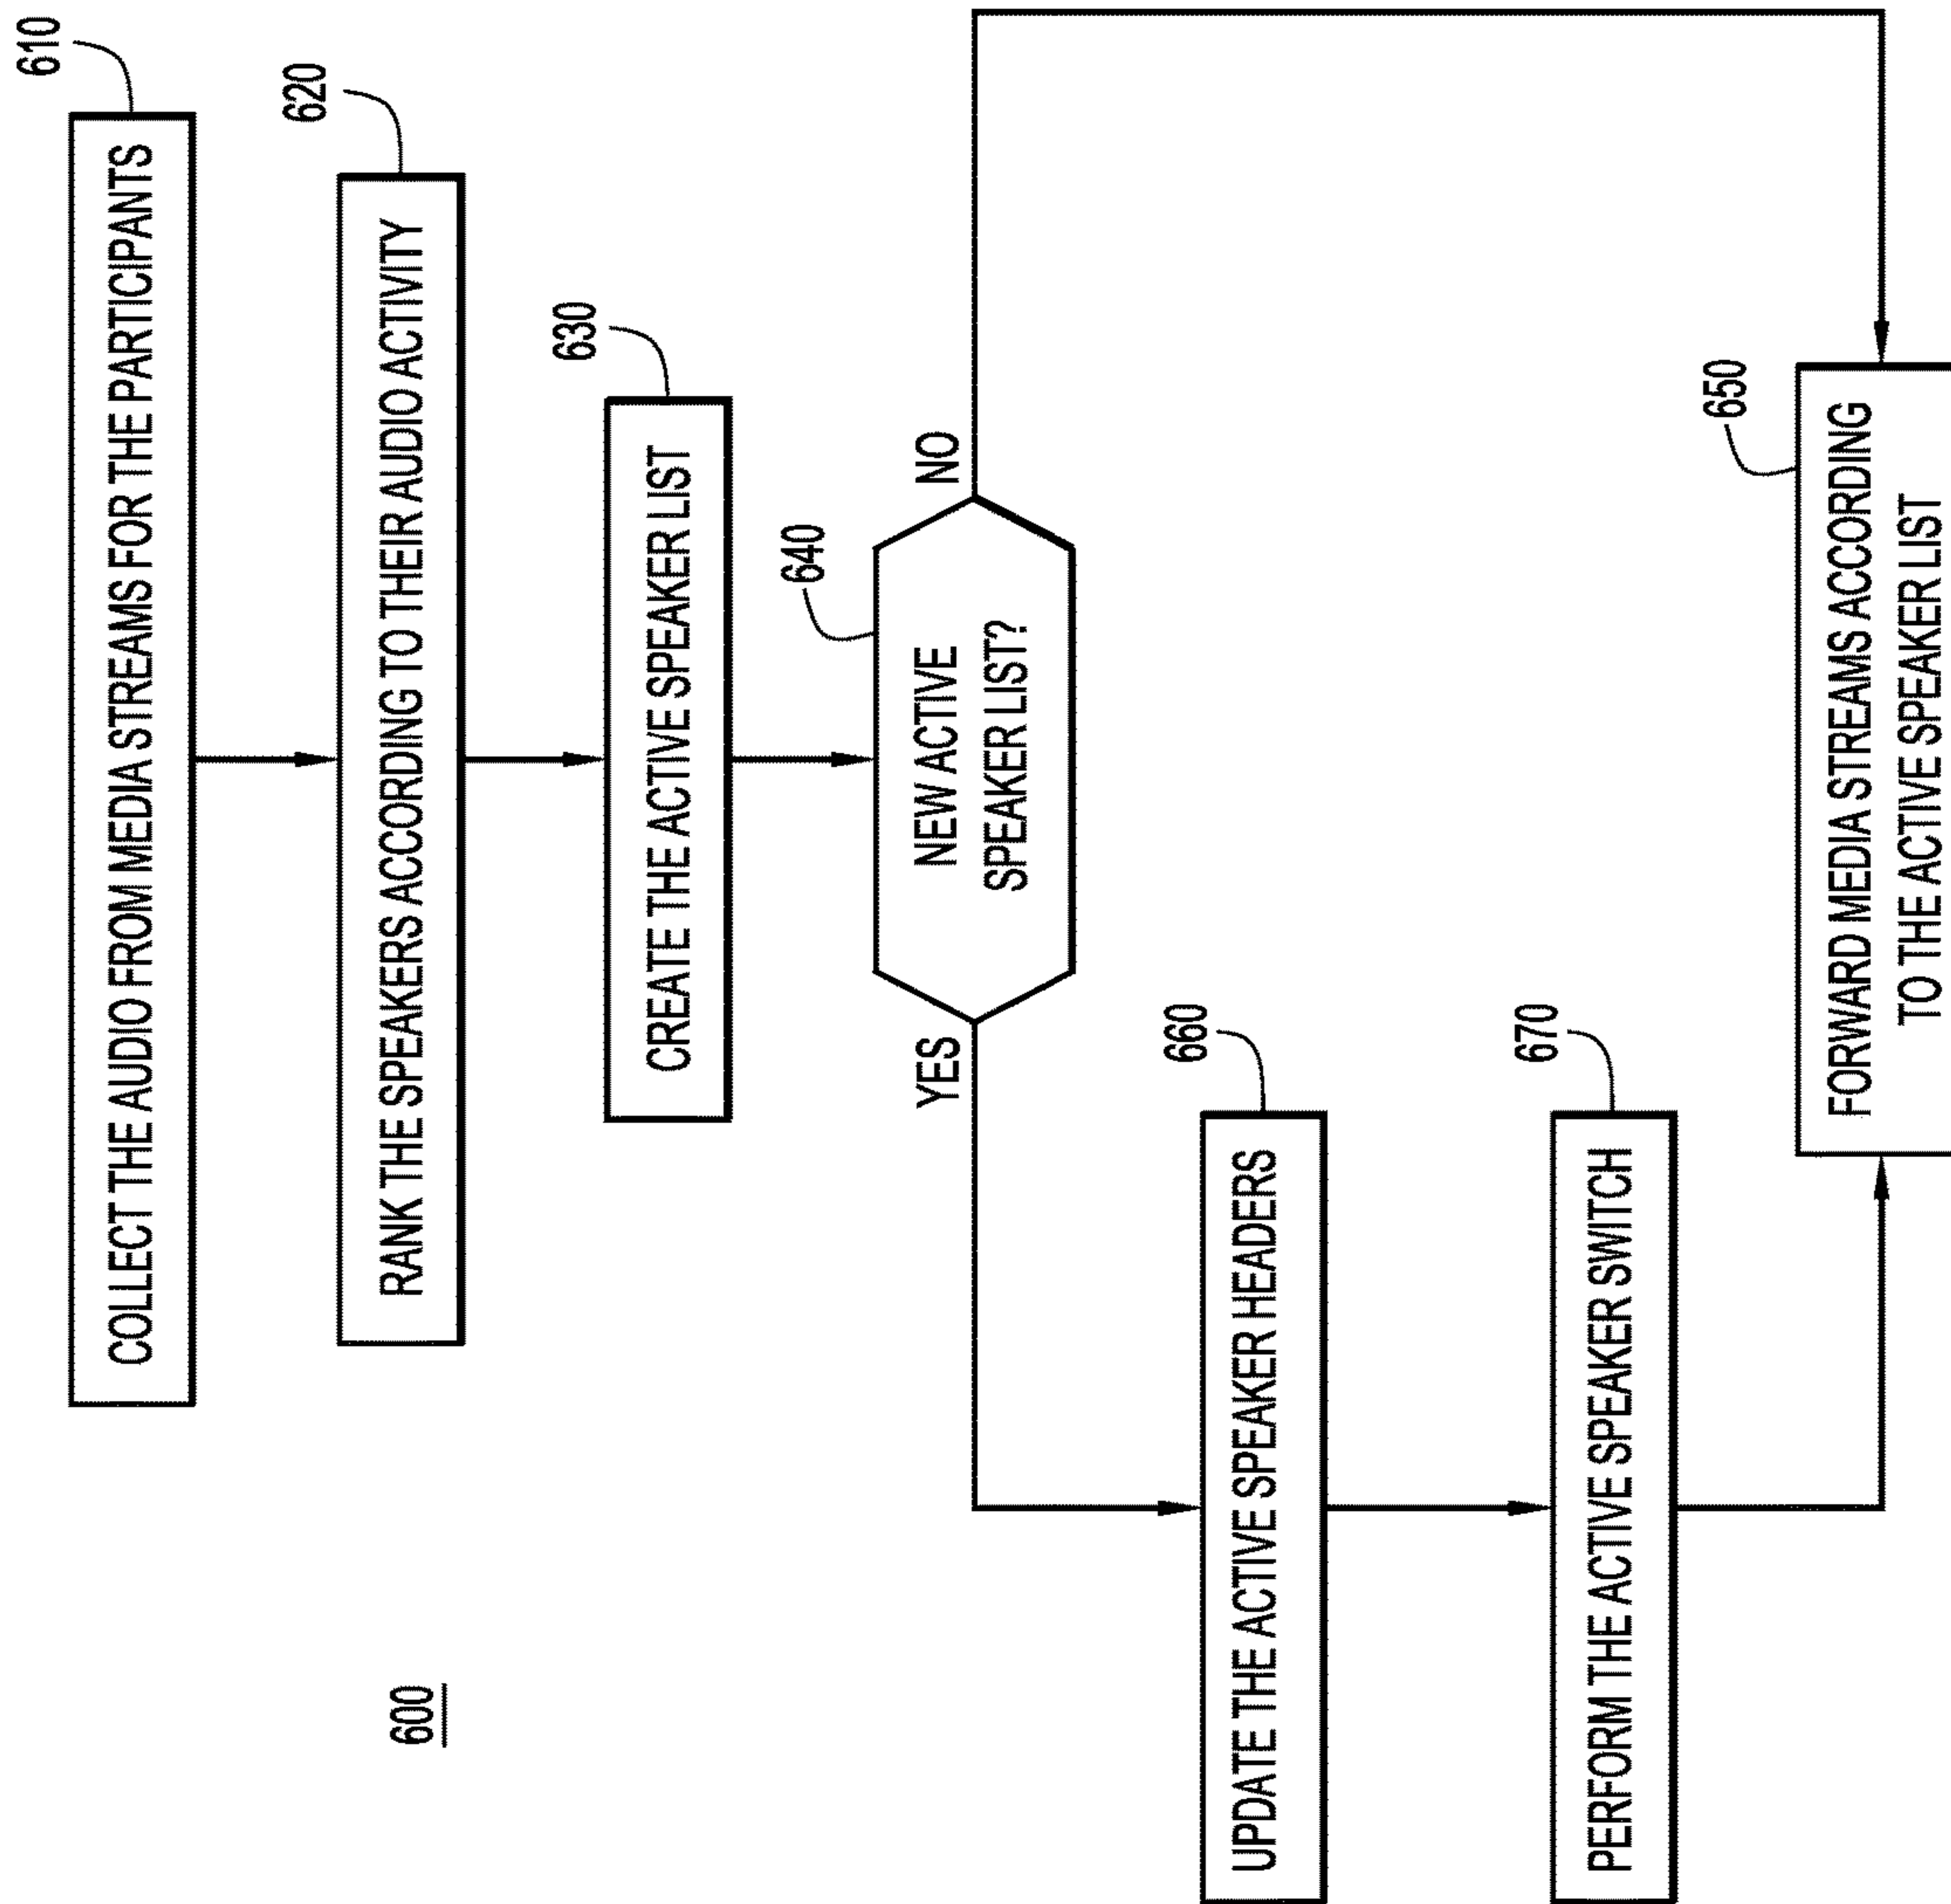 600
610
COLLECT THE AUDIO FROM MEDIA STREAMS FOR THE PARTICIPANTS
620
RANK THE SPEAKERS ACCORDING TO THEIR AUDIO ACTIVITY
630
CREATE THE ACTIVE SPEAKER LIST
640
NEW ACTIVE
SPEAKER LIST?
YES
NO
660
UPDATE THE ACTIVE SPEAKER HEADERS
670
PERFORM THE ACTIVE SPEAKER SWITCH
650
FORWARD MEDIA STREAMS ACCORDING
TO THE ACTIVE SPEAKER LIST